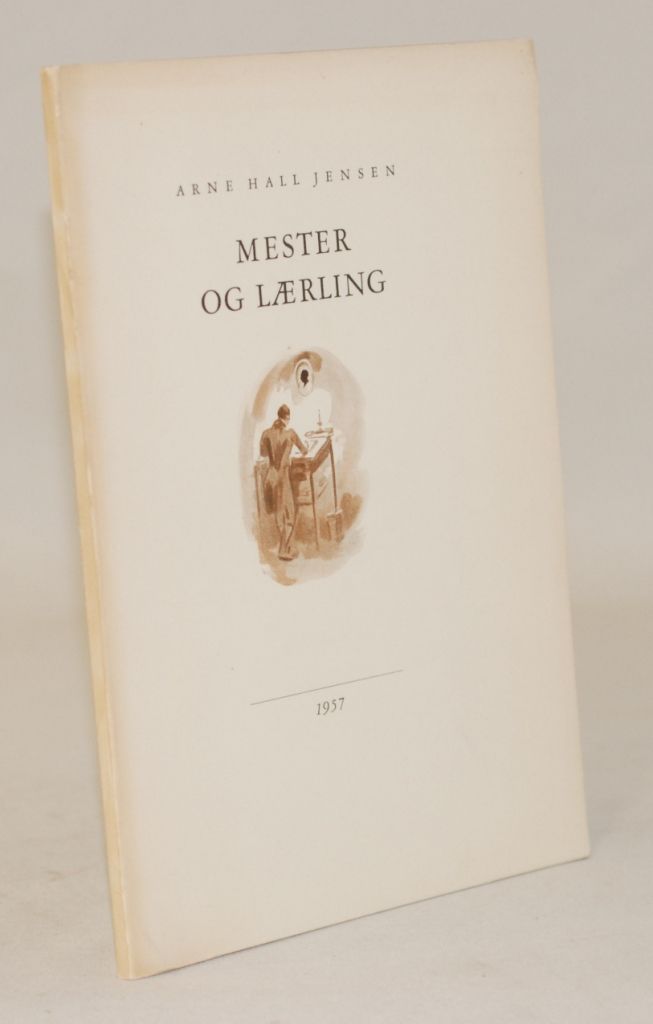 ARNE HALL JENSEN
MESTER
OG LÆRLING
1957